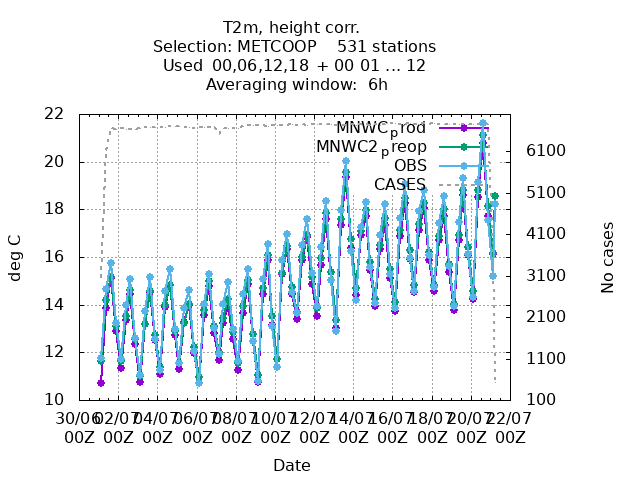 T2m, height corr.
Selection: METCOOP 531 stations
Used 00,06,12,18 + 00 01 ... 12
Averaging window: 6h
22
20
18
16
14
12
10
deg C
MNWCprod
MNWC2preop
OBS
CASES
6100
5100
4100
3100
2100
1100
100
No cases
30/06 02/07 04/07 06/07 08/07 10/07 12/07 14/07 16/07 18/07 20/07 22/07
00Z 00Z 00Z 00Z 00Z 00Z 00Z 00Z 00Z 00Z 00Z 00Z
Date